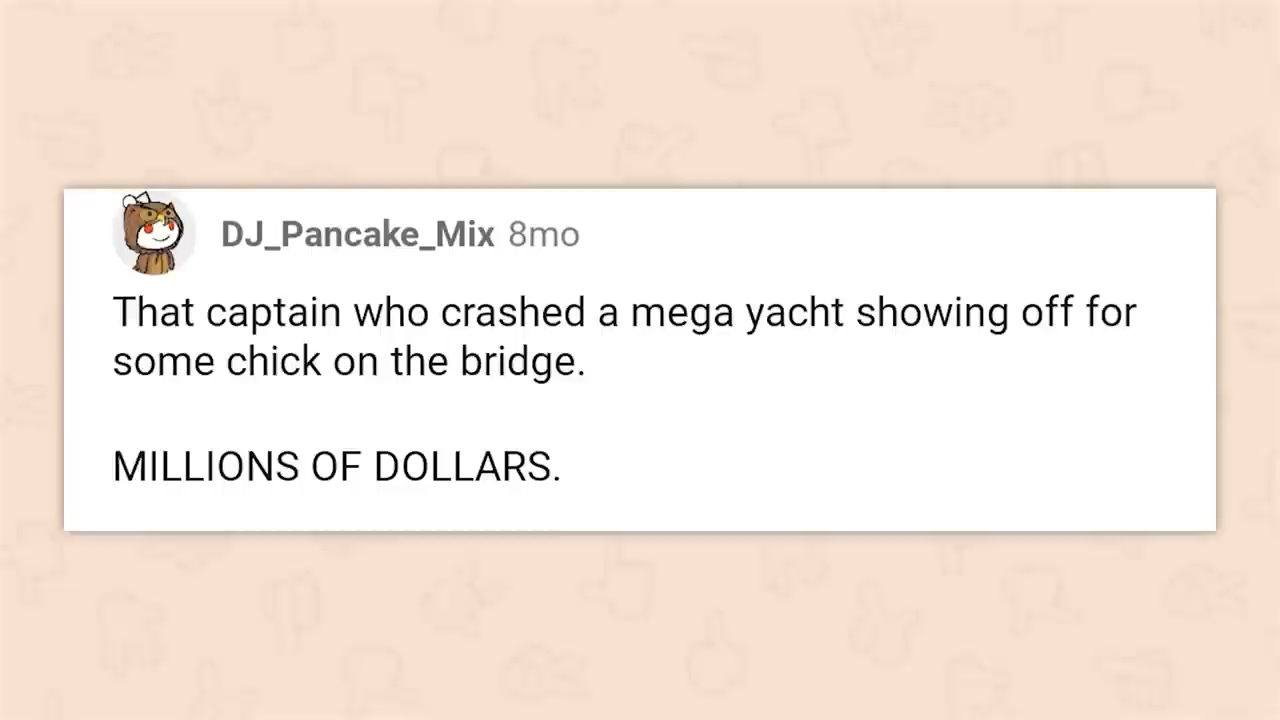 DJ_Pancake_Mix 8mo
That captain who crashed a mega yacht showing off for
some chick on the bridge.
MILLIONS OF DOLLARS.